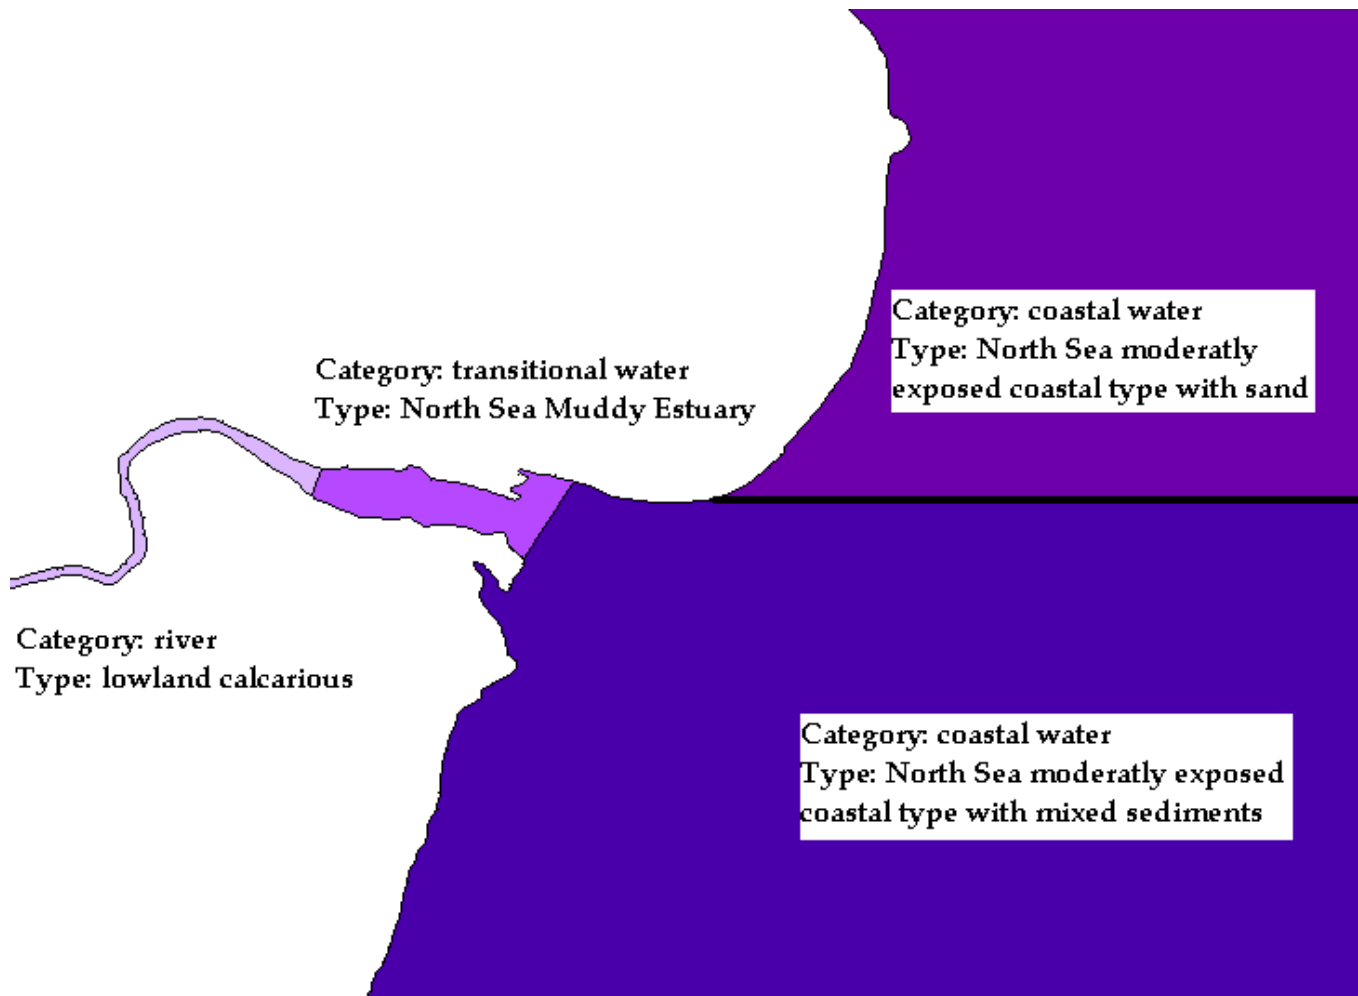 Category: coastal water
Type: North Sea moderatly
exposed coastal type with sand
Category: transitional water
Type: North Sea Muddy Estuary
Category: river
Type: lowland calcarious
Category: coastal water
Type: North Sea moderatly exposed
coastal type with mixed sediments